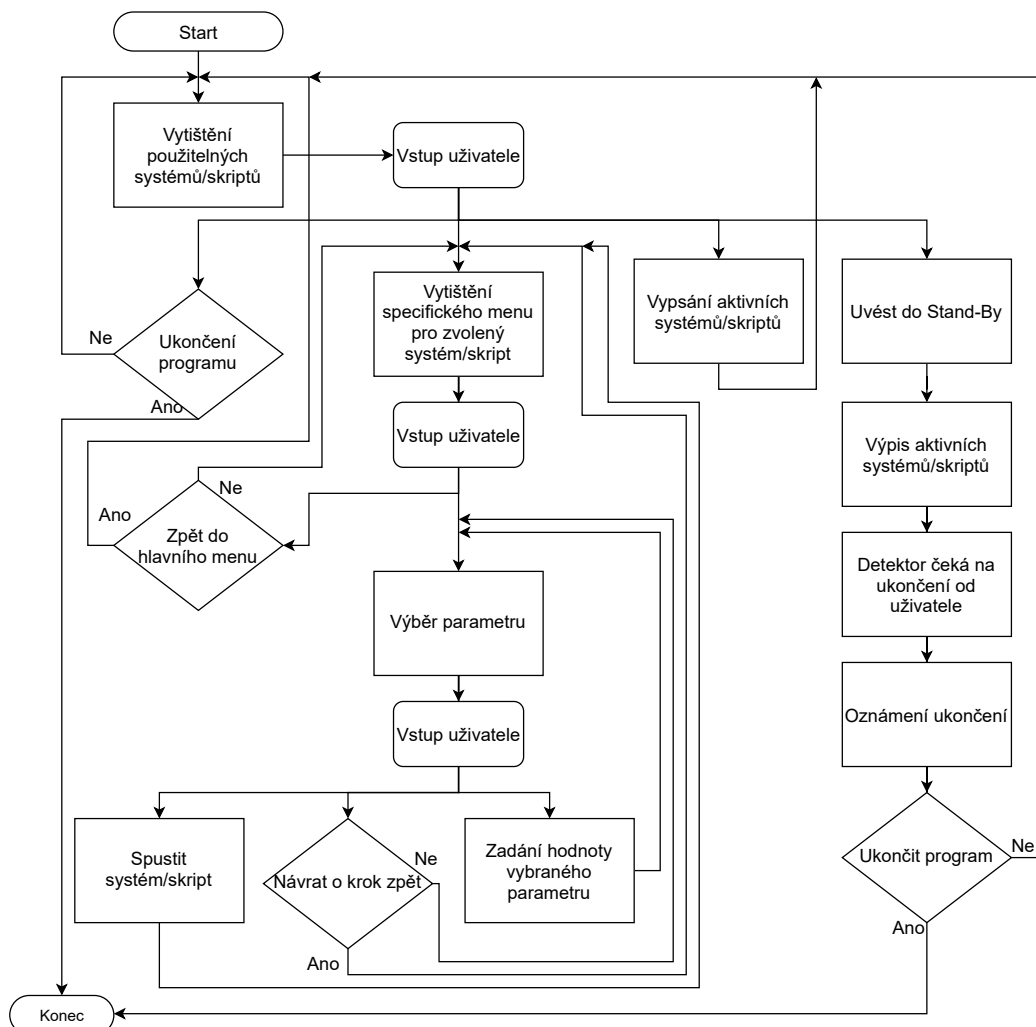 Start
Vytištění
použitelných
systémů/skriptů
Vstup uživatele
Ne
Ukončení
programu
Ano
Vytištění
specifického menu
pro zvolený
systém/skript
Vypsání aktivních
systémů/skriptů
Uvést do Stand-By
Vstup uživatele
Výpis aktivních
systémů/skriptů
Ne
Ano
Zpět do
hlavního menu
Detektor čeká na
ukončení od
uživatele
Výběr parametru
Oznámení ukončení
Vstup uživatele
Spustit
systém/skript
Návrat o krok zpět
Ne
Ano
Zadání hodnoty
vybraného
parametru
Ukončit program
Ne
Ano
Konec